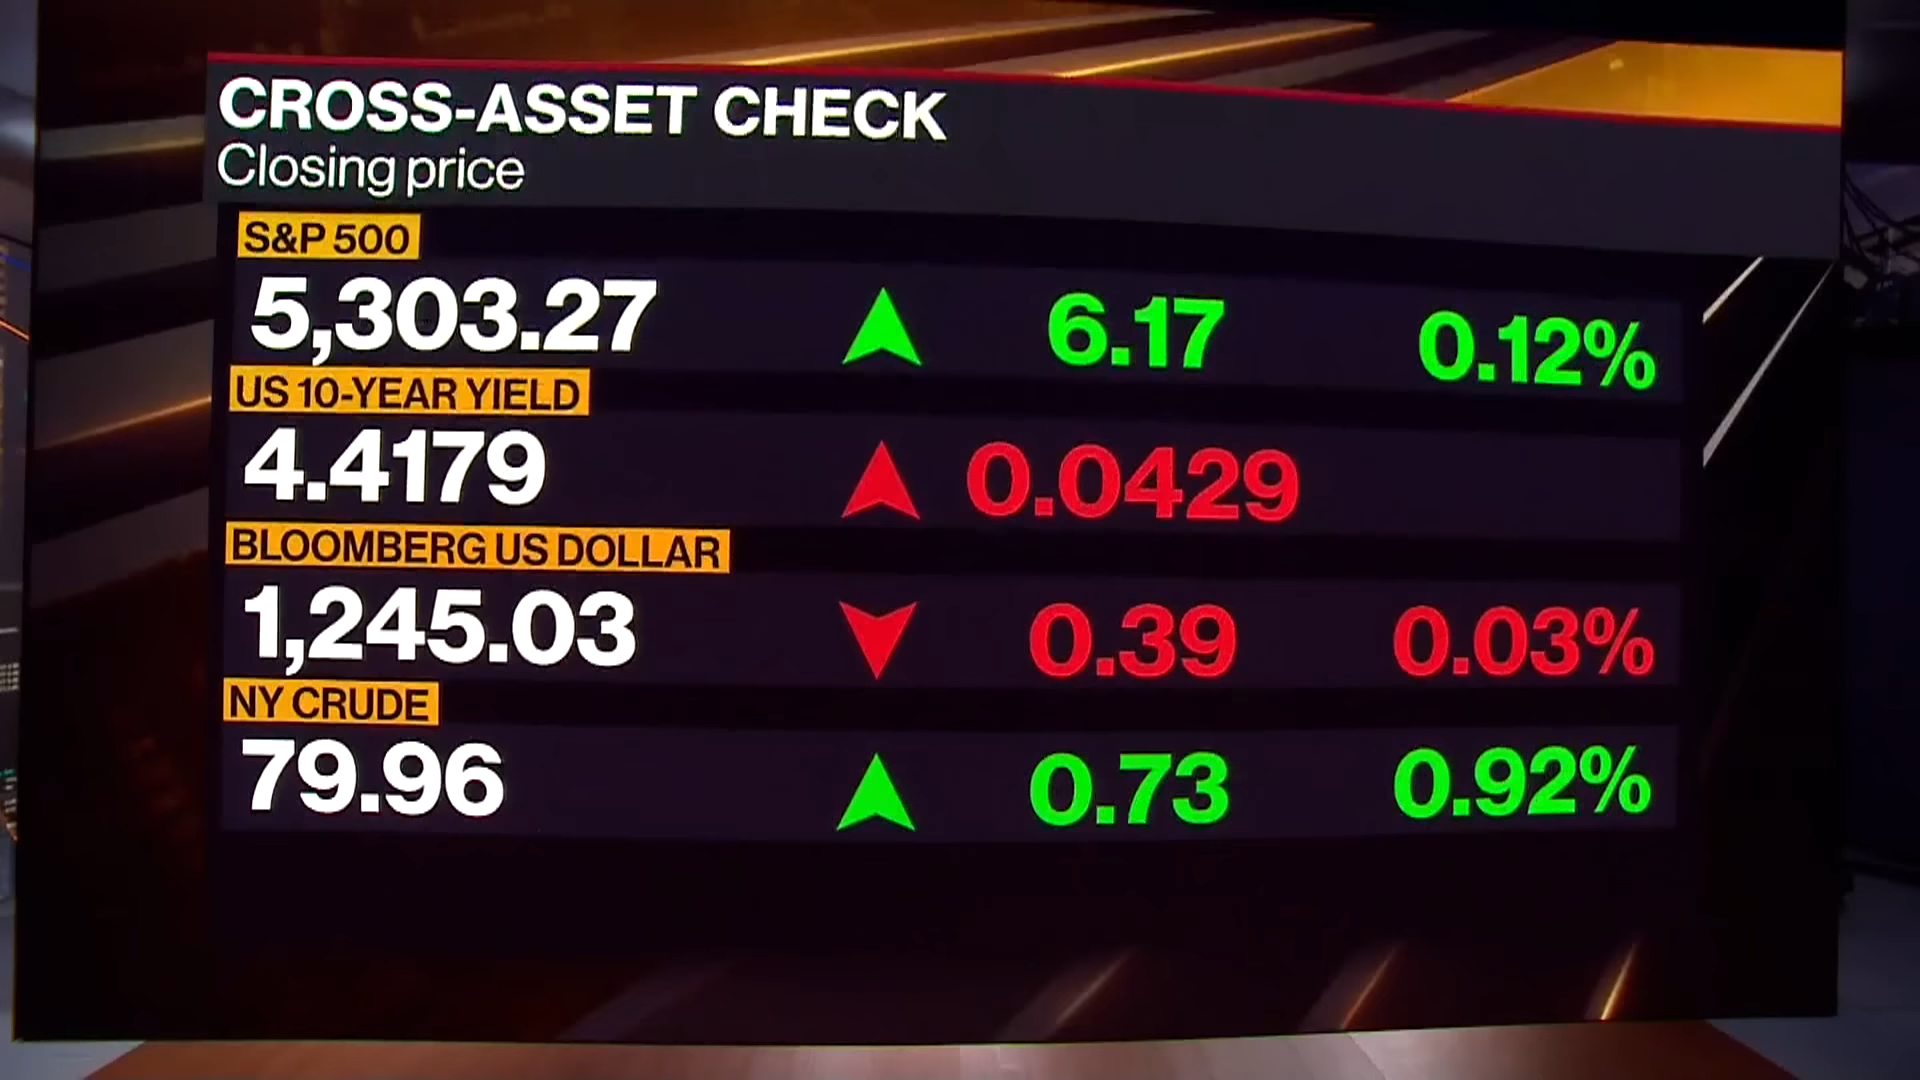 CROSS-ASSET CHECK
Closing price
S&P 500
5,303.27 6.17 0.12%
US 10-YEAR YIELD
4.4179 0.0429
BLOOMBERG US DOLLAR
1,245.03 0.39 0.03%
NY CRUDE
79.96 0.73 0.92%